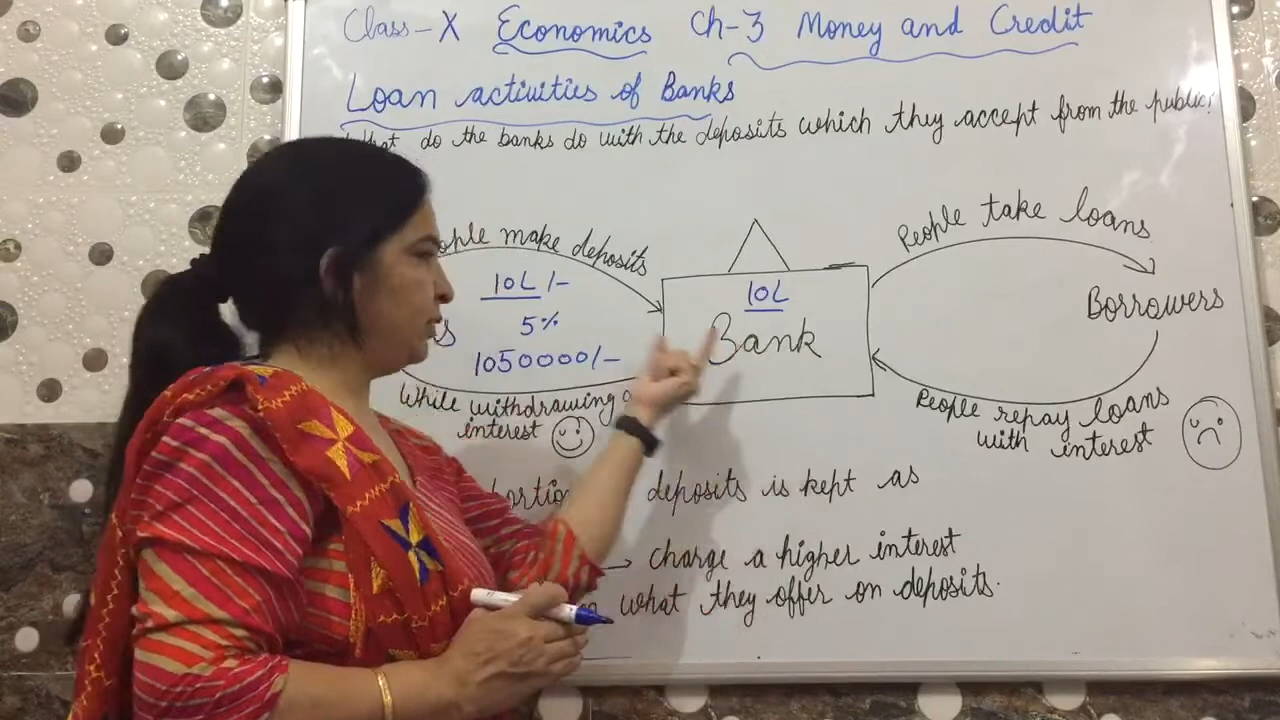 Class-X Economics Ch-3 Money and Credit
Loan activities of Banks
do the banks do with the deposits which they accept from the public?
make deposits
10L/-
5%
1050000/-
While withdrawing
interest
10L
Bank
People take loans
Borrowers
People repay loans
with interest
deposits is kept as
→ charge a higher interest
what they offer on deposits.